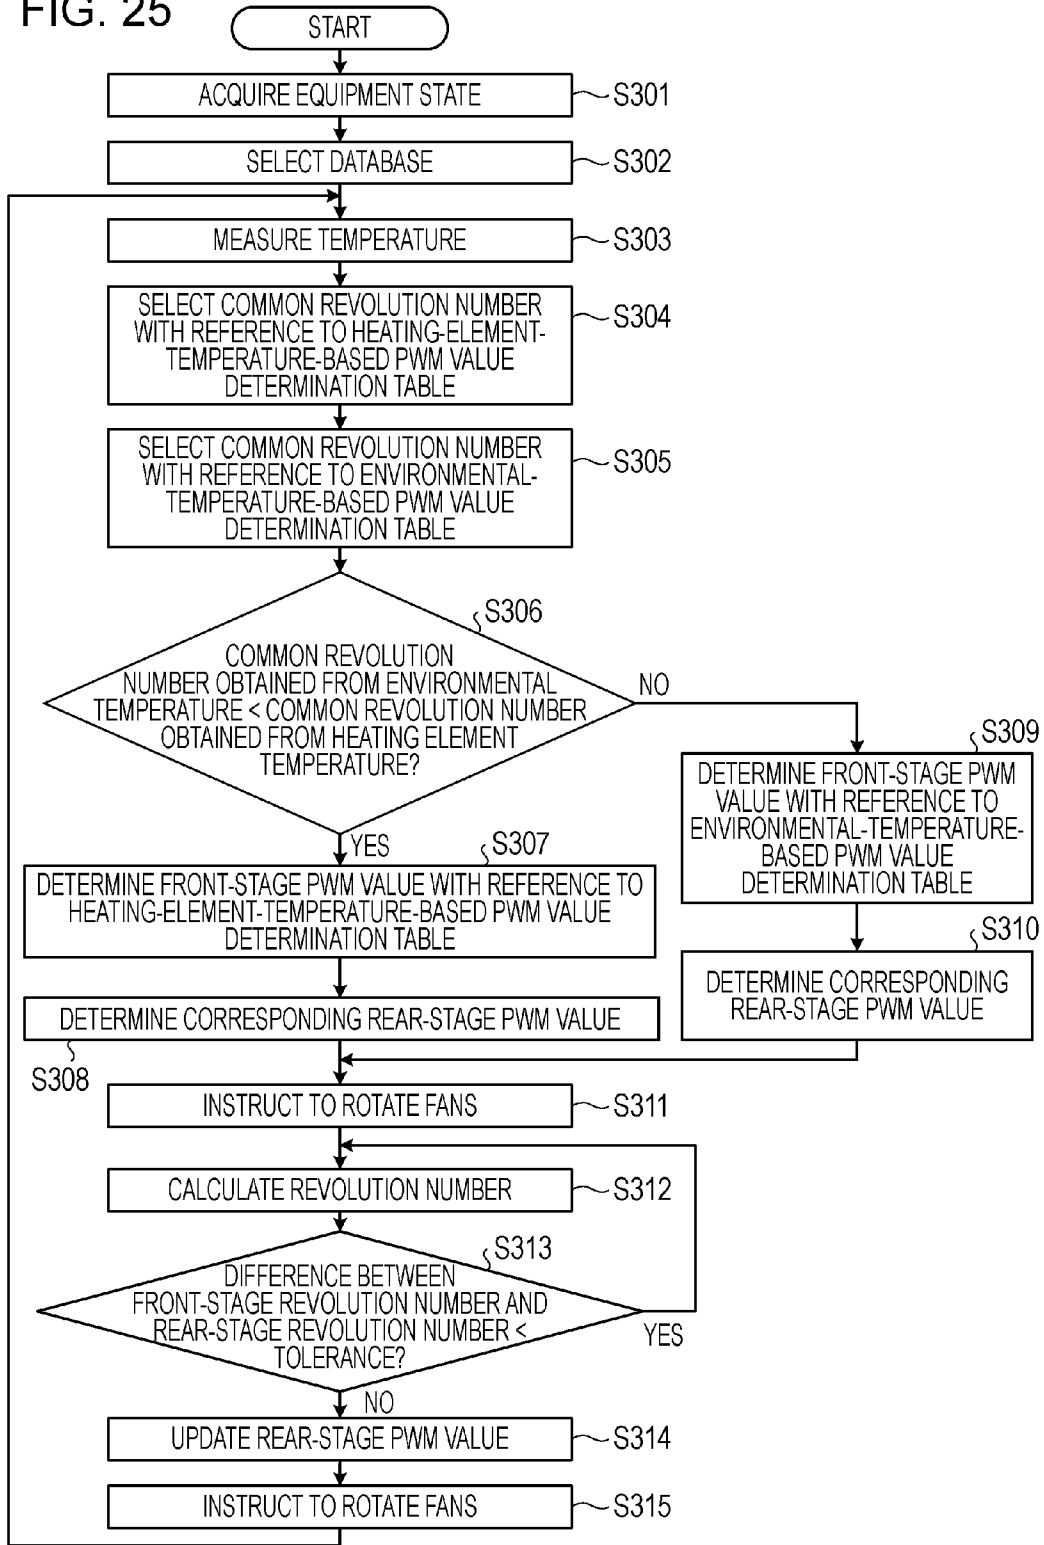 FIG. 25
START
ACQUIRE EQUIPMENT STATE
S301
SELECT DATABASE
S302
MEASURE TEMPERATURE
S303
SELECT COMMON REVOLUTION NUMBER
WITH REFERENCE TO HEATING-ELEMENT-
TEMPERATURE-BASED PWM VALUE
DETERMINATION TABLE
S304
SELECT COMMON REVOLUTION NUMBER
WITH REFERENCE TO ENVIRONMENTAL-
TEMPERATURE-BASED PWM VALUE
DETERMINATION TABLE
S305
S306
COMMON REVOLUTION
NUMBER OBTAINED FROM ENVIRONMENTAL
TEMPERATURE < COMMON REVOLUTION NUMBER
OBTAINED FROM HEATING ELEMENT
TEMPERATURE?
NO
YES
S307
DETERMINE FRONT-STAGE PWM VALUE WITH REFERENCE TO
HEATING-ELEMENT-TEMPERATURE-BASED PWM VALUE
DETERMINATION TABLE
DETERMINE CORRESPONDING REAR-STAGE PWM VALUE
S308
S309
DETERMINE FRONT-STAGE PWM
VALUE WITH REFERENCE TO
ENVIRONMENTAL-TEMPERATURE-
BASED PWM VALUE
DETERMINATION TABLE
S310
DETERMINE CORRESPONDING
REAR-STAGE PWM VALUE
INSTRUCT TO ROTATE FANS
S311
CALCULATE REVOLUTION NUMBER
S312
S313
DIFFERENCE BETWEEN
FRONT-STAGE REVOLUTION NUMBER AND
REAR-STAGE REVOLUTION NUMBER <
TOLERANCE?
YES
NO
UPDATE REAR-STAGE PWM VALUE
S314
INSTRUCT TO ROTATE FANS
S315